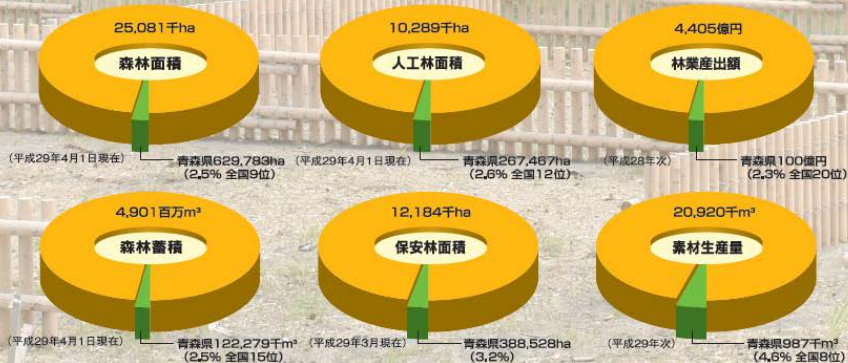 25,081千ha
森林面積
(平成29年4月1日現在)
青森県629,783ha
(2.5% 全国9位)
10,289千ha
人工林面積
(平成29年4月1日現在)
青森県267,467ha
(2.6% 全国12位)
4,405億円
林業産出額
(平成28年次)
青森県100億円
(2.3% 全国20位)
4,901百万m³
森林蓄積
(平成29年4月1日現在)
青森県122,279千m³
(2.5% 全国15位)
12,184千ha
保安林面積
(平成29年3月現在)
青森県388,528ha
(3.2%)
20,920千m³
素材生産量
(平成29年次)
青森県987千m³
(4.6% 全国8位)